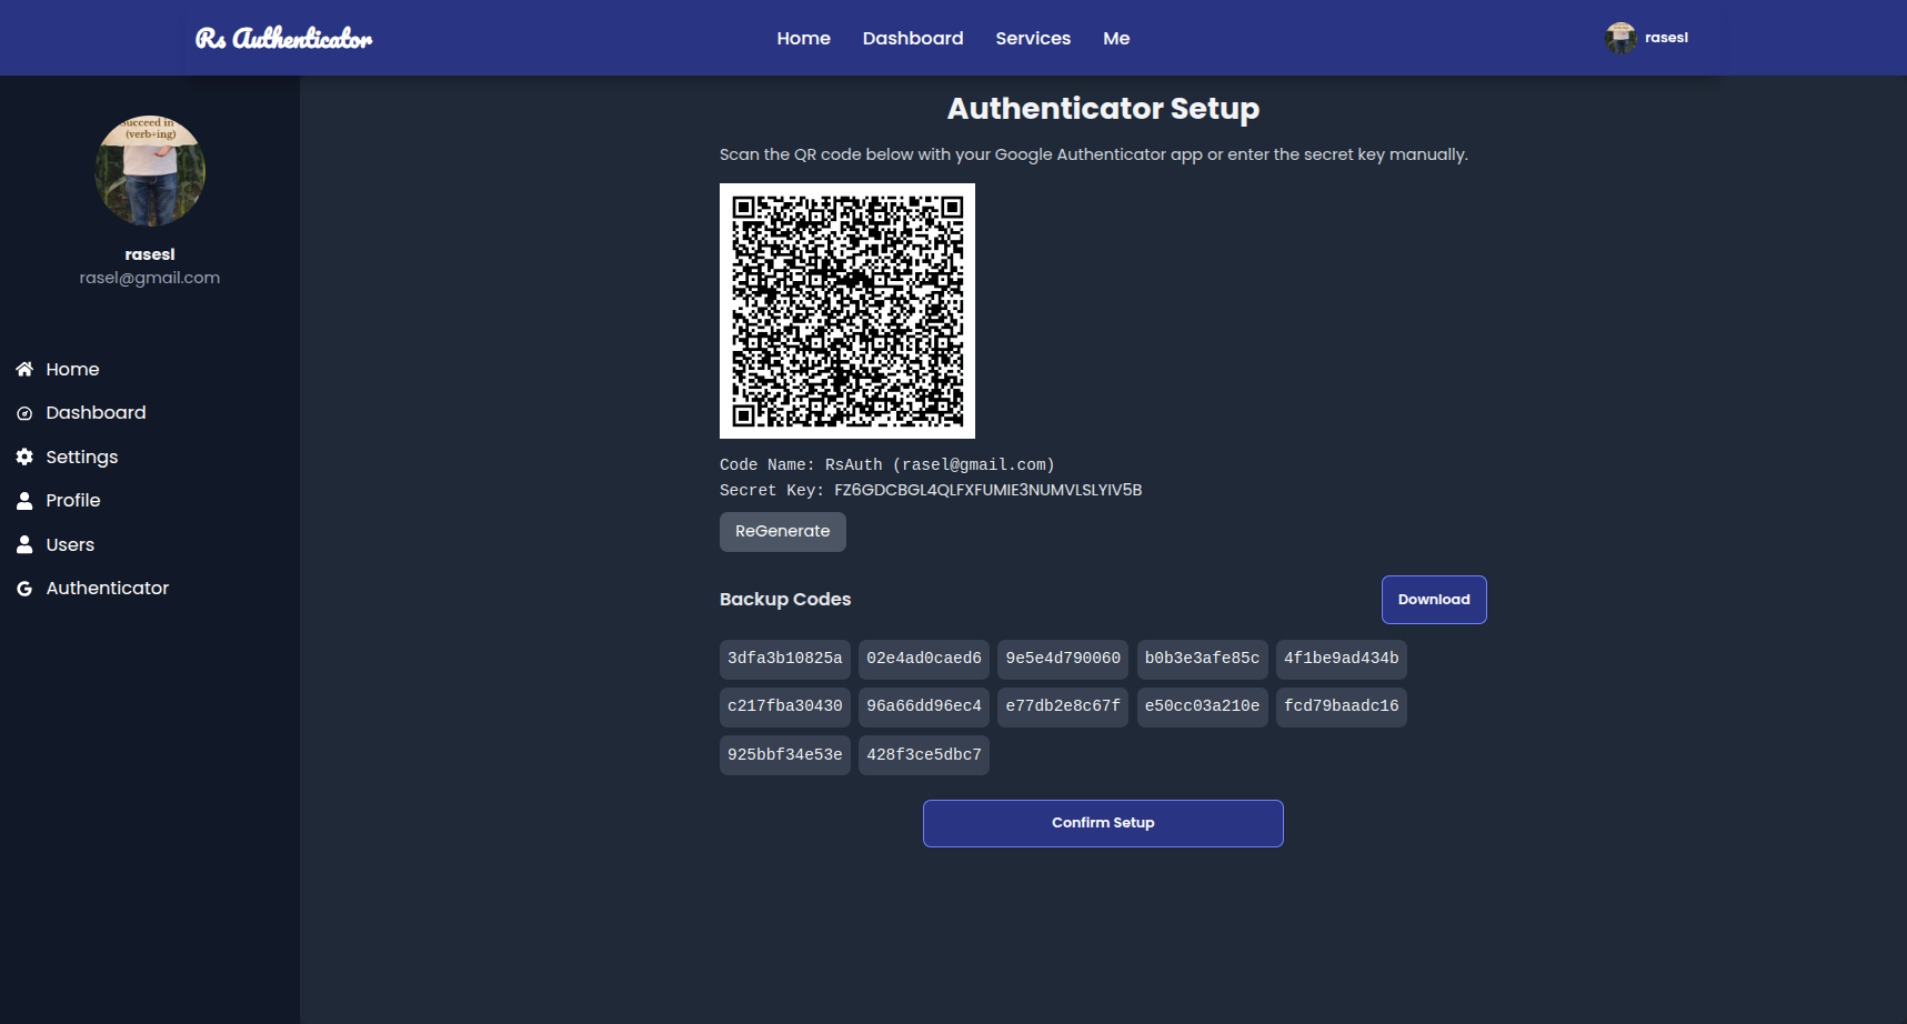 Rs Authenticator
Home Dashboard Services Me
rasesl
Succeed in
(verb+ing)
rasesl
rasel@gmail.com
Home
Dashboard
Settings
Profile
Users
Authenticator
Authenticator Setup
Scan the QR code below with your Google Authenticator app or enter the secret key manually.
Code Name: RsAuth (rasel@gmail.com)
Secret Key: FZ6GDCBGL4QLFXFUMIE3NUMVLSLYIV5B
ReGenerate
Backup Codes
Download
3dfa3b10825a 02e4ad0caed6 9e5e4d790060 b0b3e3afe85c 4f1be9ad434b
c217fba30430 96a66dd96ec4 e77db2e8c67f e50cc03a210e fcd79baadc16
925bbf34e53e 428f3ce5dbc7
Confirm Setup